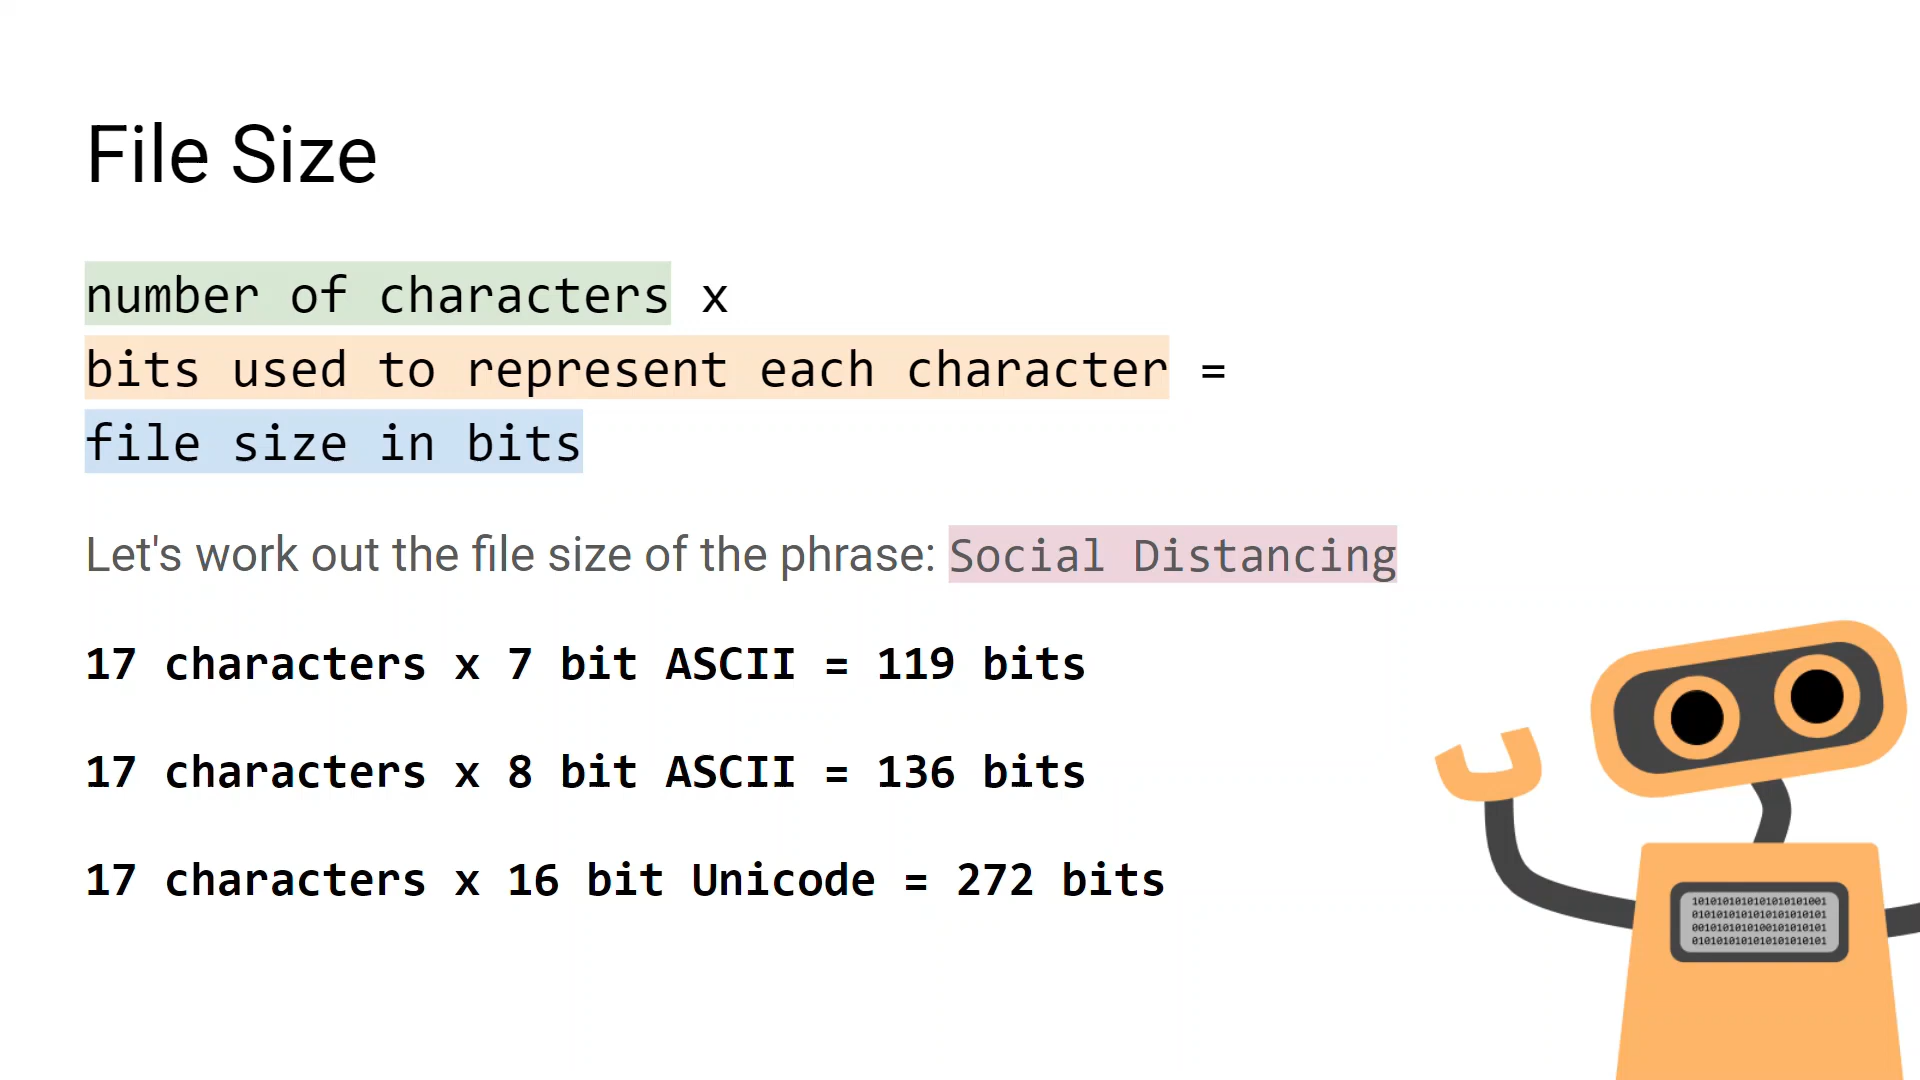 File Size
number of characters x
bits used to represent each character =
file size in bits
Let's work out the file size of the phrase: Social Distancing
17 characters x 7 bit ASCII = 119 bits
17 characters x 8 bit ASCII = 136 bits
17 characters x 16 bit Unicode = 272 bits